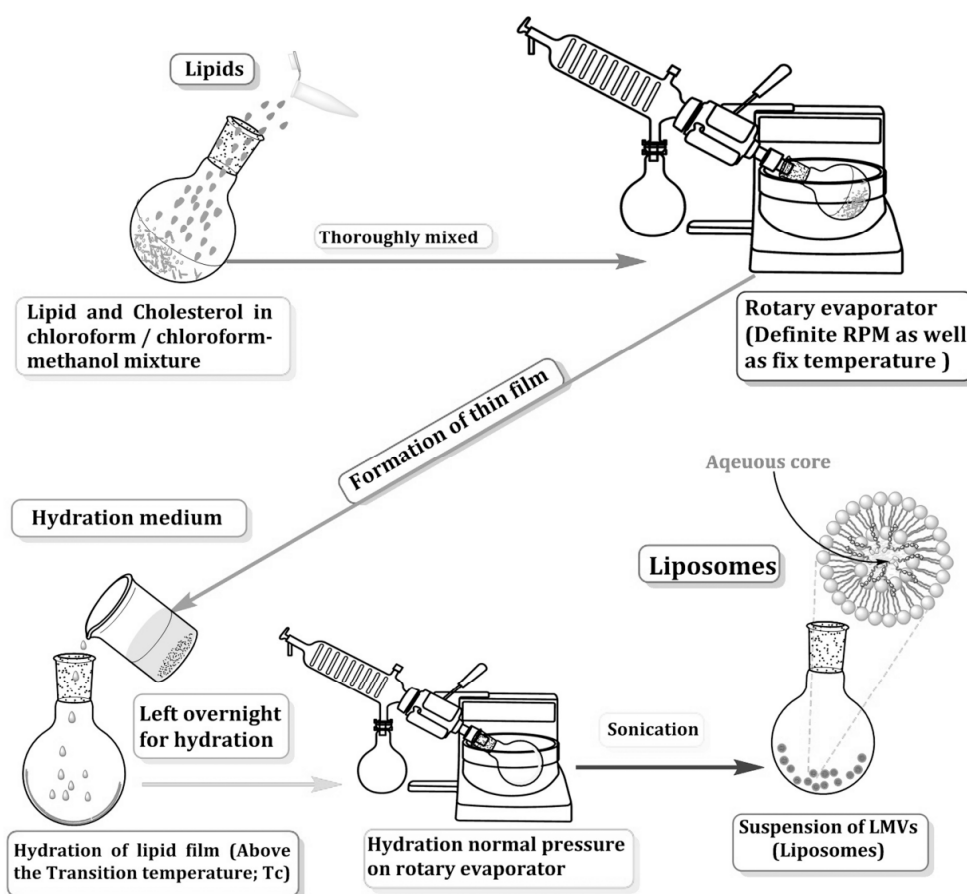 Lipids
Thoroughly mixed
Lipid and Cholesterol in
chloroform / chloroform-
methanol mixture
Rotary evaporator
(Definite RPM as well
as fix temperature )
Formation of thin film
Aqeuous core
Hydration medium
Liposomes
Left overnight
for hydration
Sonication
Hydration of lipid film (Above
the Transition temperature; Tc)
Hydration normal pressure
on rotary evaporator
Suspension of LMVs
(Liposomes)